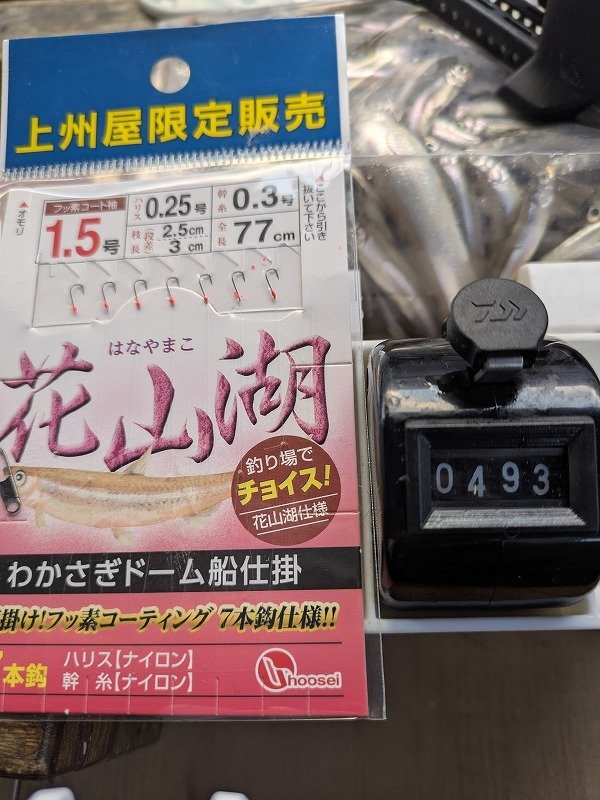 上州屋限定販売
オモリ
フッ素コート袖
1.5号
ハリス 0.25号
幹糸 0.3号
枝長 2.5cm
段差 3cm
全長 77cm
ここから引き
抜いて下さい
はなやまこ
花山湖
釣り場で
チョイス!
花山湖仕様
わかさぎドーム船仕掛
掛け!フッ素コーティング 7本鈎仕様!!
7本鈎
ハリス【ナイロン】
幹 糸【ナイロン】
hoosei
0493